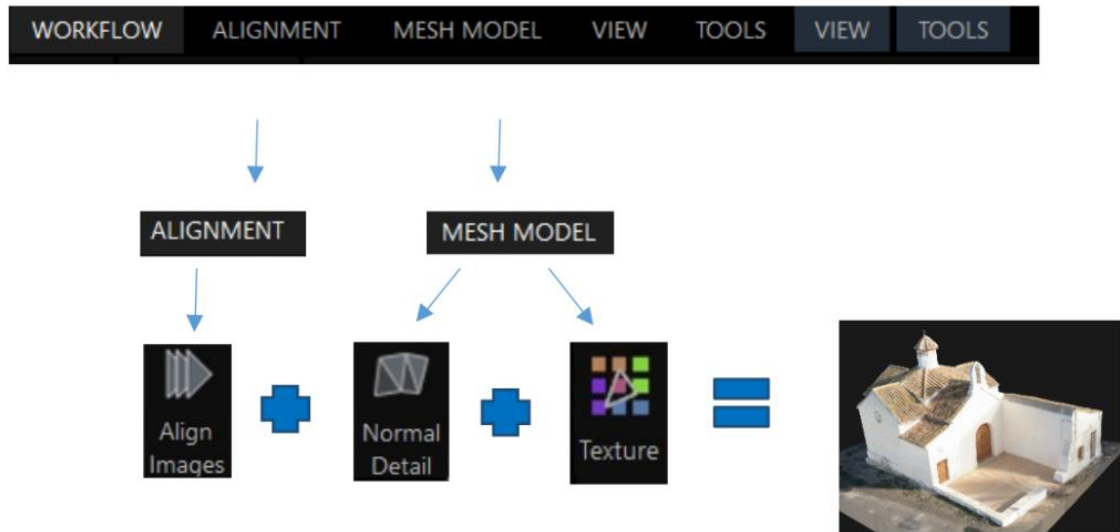 WORKFLOW ALIGNMENT MESH MODEL VIEW TOOLS VIEW TOOLS
ALIGNMENT MESH MODEL
Align
Images
Normal
Detail
Texture